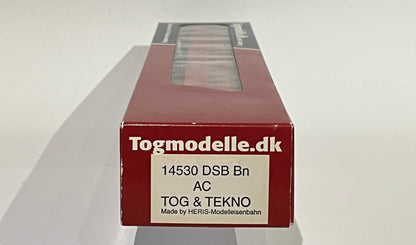 Togmodelle.dk
14530 DSB Bn
AC
TOG & TEKNO
Made by HERIS-Modelleisenbahn